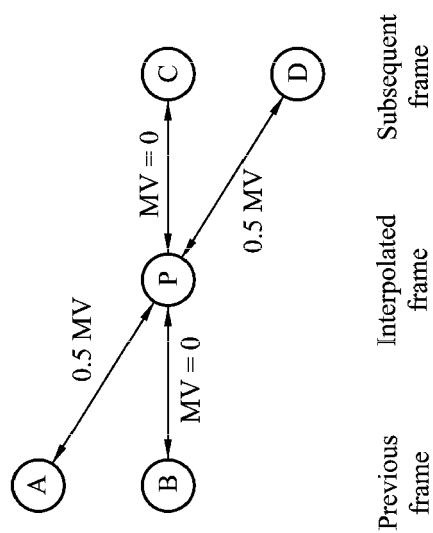 A
0.5 MV
C
MV = 0
P
B
MV = 0
0.5 MV
D
Previous
frame
Interpolated
frame
Subsequent
frame